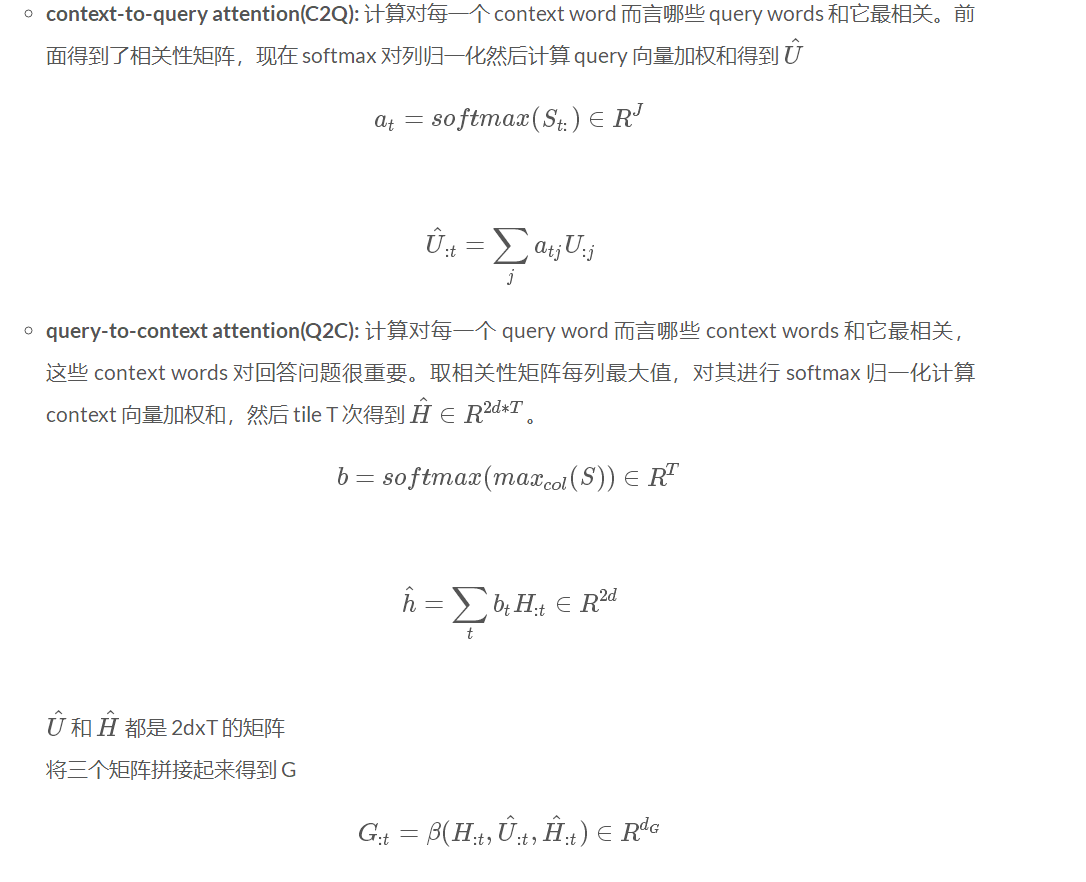 context-to-query attention(C2Q): 计算对每一个 context word 而言哪些 query words 和它最相关。前
面得到了相关性矩阵，现在 softmax 对列归一化然后计算 query 向量加权和得到 $\hat{U}$
$a_t = softmax(S_{t:}) \in R^J$
$\hat{U}_{:t} = \sum_j a_{tj} U_{:j}$
query-to-context attention(Q2C): 计算对每一个 query word 而言哪些 context words 和它最相关，
这些 context words 对回答问题很重要。取相关性矩阵每列最大值，对其进行 softmax 归一化计算
context 向量加权和，然后 tile T 次得到 $\hat{H} \in R^{2d*T}$。
$b = softmax(max_{col}(S)) \in R^T$
$\hat{h} = \sum_t b_t H_{:t} \in R^{2d}$
$\hat{U}$ 和 $\hat{H}$ 都是 2dxT 的矩阵
将三个矩阵拼接起来得到 G
$G_{:t} = \beta(H_{:t}, \hat{U}_{:t}, \hat{H}_{:t}) \in R^{d_G}$